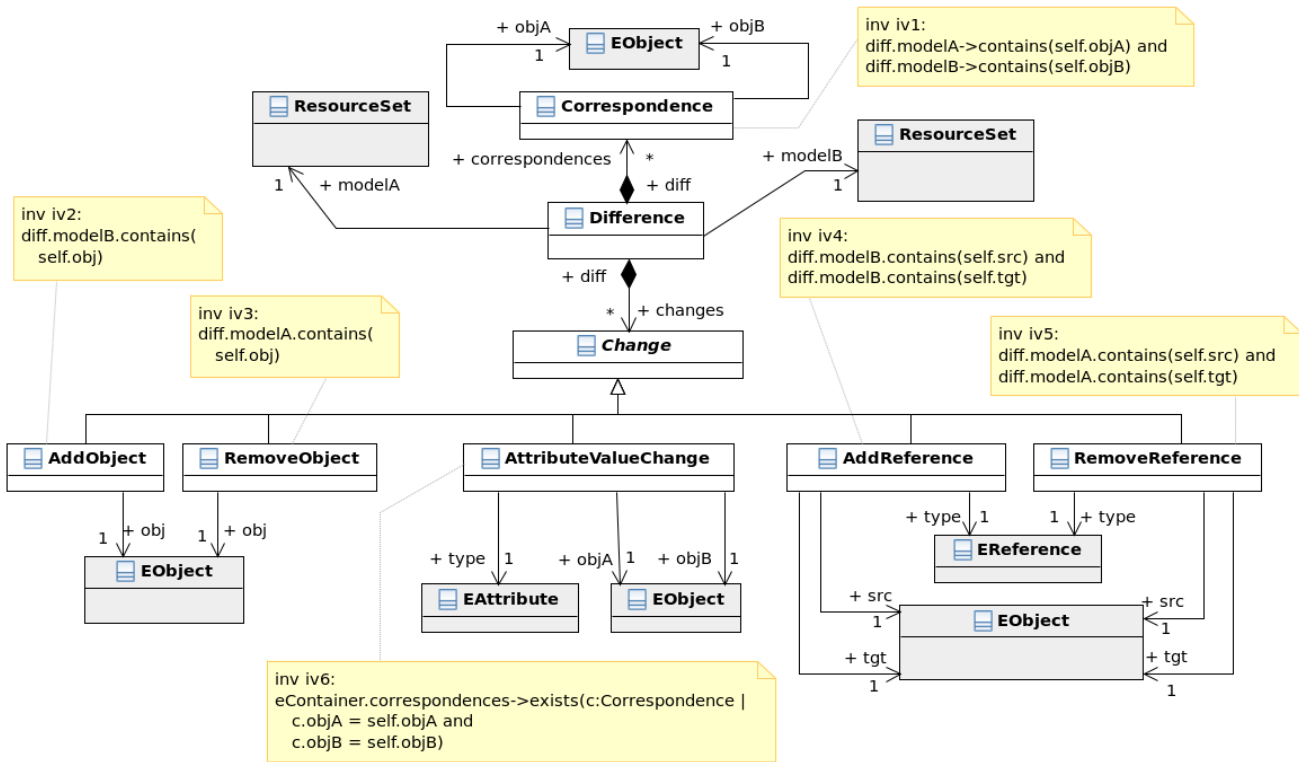 + objA
+ objB
EObject
1
1
inv iv1:
diff.modelA->contains(self.objA) and
diff.modelB->contains(self.objB)
ResourceSet
Correspondence
ResourceSet
+ correspondences
*
+ modelB
1
+ modelA
+ diff
1
inv iv2:
diff.modelB.contains(
self.obj)
Difference
inv iv4:
diff.modelB.contains(self.src) and
diff.modelB.contains(self.tgt)
+ diff
inv iv3:
diff.modelA.contains(
self.obj)
*
+ changes
Change
inv iv5:
diff.modelA.contains(self.src) and
diff.modelA.contains(self.tgt)
AddObject
RemoveObject
AttributeValueChange
AddReference
RemoveReference
1
+ obj
1
+ obj
+ type
1
+ objA
1
+ objB
1
+ type
1
1
+ type
EObject
EAttribute
EObject
EReference
+ src
1
EObject
+ src
1
+ tgt
1
+ tgt
1
inv iv6:
eContainer.correspondences->exists(c:Correspondence |
c.objA = self.objA and
c.objB = self.objB)